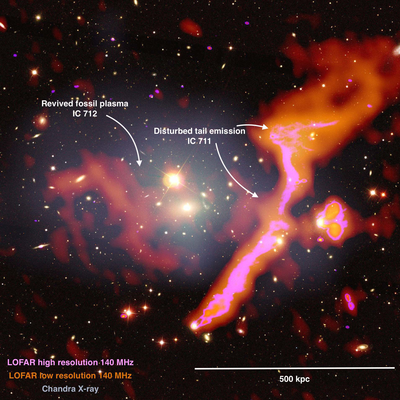 Revived fossil plasma
IC 712
Disturbed tail emission
IC 711
LOFAR high resolution 140 MHz
LOFAR low resolution 140 MHz
Chandra X-ray
500 kpc